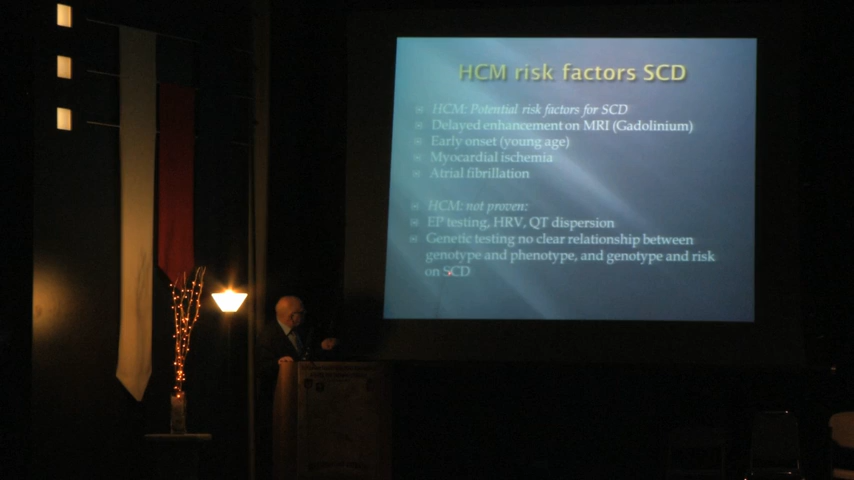 HCM risk factors SCD
HCM: Potential risk factors for SCD
Delayed enhancement on MRI (Gadolinium)
Early onset (young age)
Myocardial ischemia
Atrial fibrillation
HCM: not proven:
EP testing, HRV, QT dispersion
Genetic testing no clear relationship between
genotype and phenotype, and genotype and risk
on SCD